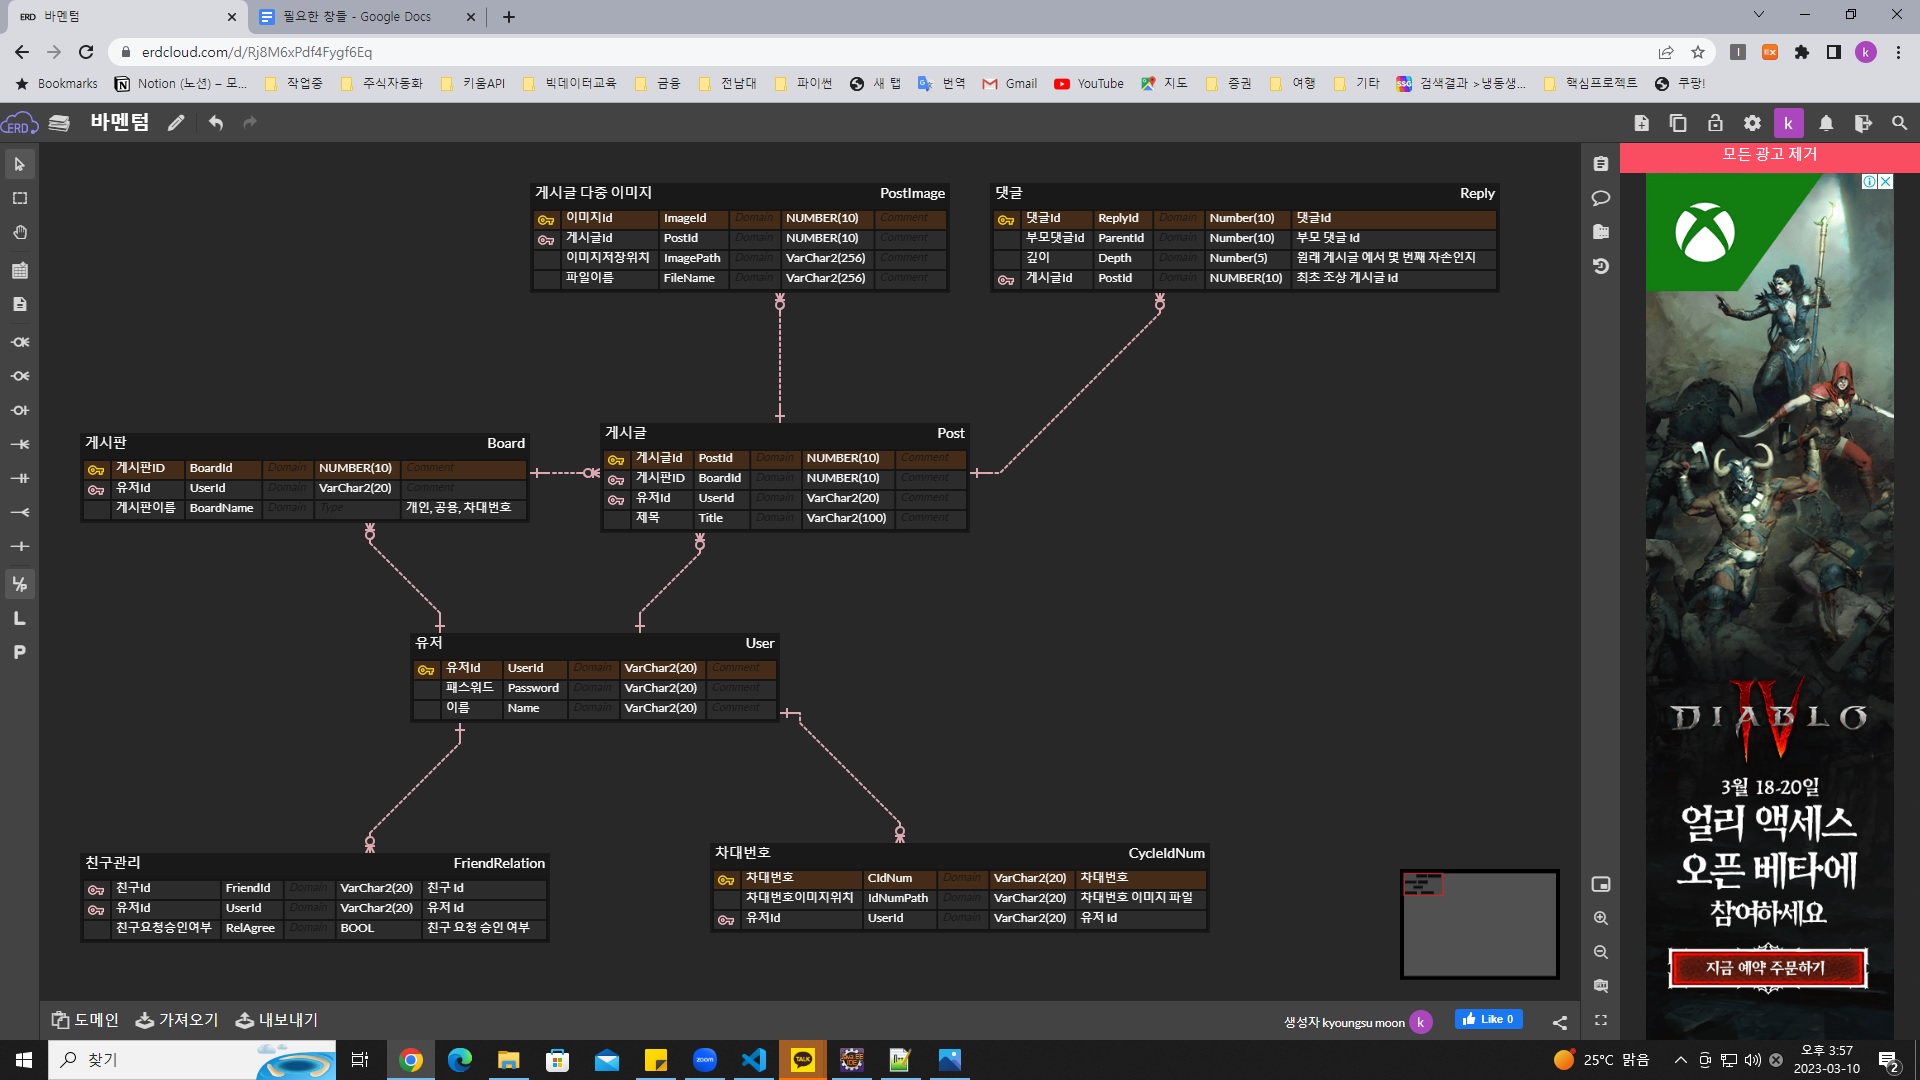 ERD 바멘텀
필요한 창들 - Google Docs
erdcloud.com/d/Rj8M6xPdf4Fygf6Eq
Bookmarks Notion (노션) – 모... 작업중 주식자동화 키움API 빅데이터교육 금융 전남대 파이썬 새 탭 번역 Gmail YouTube 지도 증권 여행 기타 검색결과 >냉동생... 핵심프로젝트 쿠팡!
ERD 바멘텀 k
모든 광고 제거
게시글 다중 이미지 PostImage
이미지Id ImageId Domain NUMBER(10) Comment
게시글Id PostId Domain NUMBER(10) Comment
이미지저장위치 ImagePath Domain VarChar2(256) Comment
파일이름 FileName Domain VarChar2(256) Comment
댓글 Reply
댓글Id ReplyId Domain Number(10) 댓글Id
부모댓글Id ParentId Domain Number(10) 부모 댓글 Id
깊이 Depth Domain Number(5) 원래 게시글 에서 몇 번째 자손인지
게시글Id PostId Domain NUMBER(10) 최초 조상 게시글 Id
게시판 Board
게시판ID BoardId Domain NUMBER(10) Comment
유저Id UserId Domain VarChar2(20) Comment
게시판이름 BoardName Domain Type 개인, 공용, 차대번호
게시글 Post
게시글Id PostId Domain NUMBER(10) Comment
게시판ID BoardId Domain NUMBER(10) Comment
유저Id UserId Domain VarChar2(20) Comment
제목 Title Domain VarChar2(100) Comment
유저 User
유저Id UserId Domain VarChar2(20) Comment
패스워드 Password Domain VarChar2(20) Comment
이름 Name Domain VarChar2(20) Comment
친구관리 FriendRelation
친구Id FriendId Domain VarChar2(20) 친구 Id
유저Id UserId Domain VarChar2(20) 유저 Id
친구요청승인여부 RelAgree Domain BOOL 친구 요청 승인 여부
차대번호 CycleIdNum
차대번호 CIdNum Domain VarChar2(20) 차대번호
차대번호이미지위치 IdNumPath Domain VarChar2(20) 차대번호 이미지 파일
유저Id UserId Domain VarChar2(20) 유저 Id
L
P
DIABLO
IV
3월 18-20일
얼리 액세스
오픈 베타에
참여하세요
지금 예약 주문하기
도메인 가져오기 내보내기
생성자 kyoungsu moon k Like 0
찾기
zoom
TALK
25°C 맑음
오후 3:57
2023-03-10
2